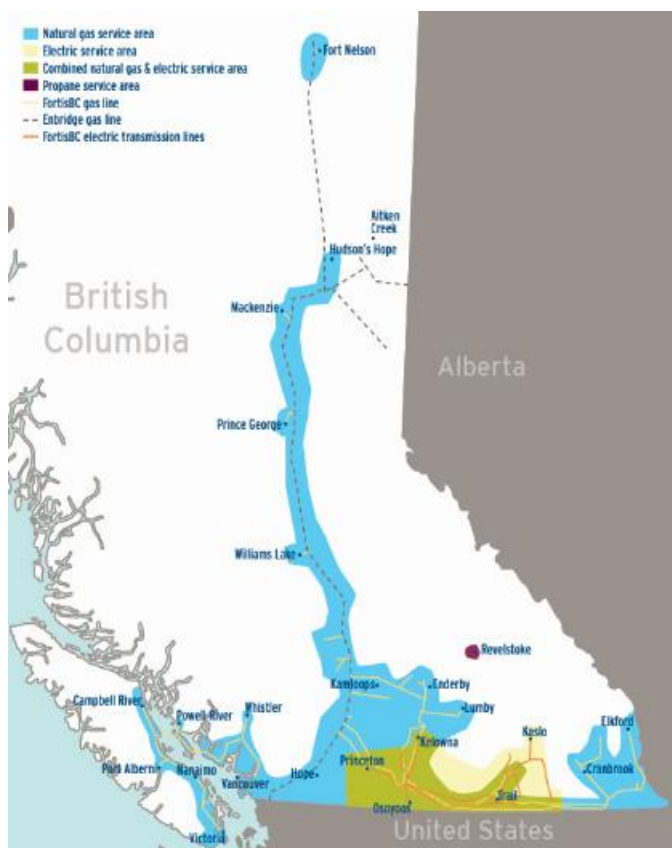 Natural gas service area
Electric service area
Combined natural gas & electric service area
Propane service area
FortisBC gas line
Enbridge gas line
FortisBC electric transmission lines
Fort Nelson
Aitken
Creek
Hudson's Hope
British
Columbia
Mackenzie
Alberta
Prince George
Williams Lake
Revelstoke
Kamloops
Enderby
Campbell River
Powell River
Whistler
Lumby
Elkford
Kelowna
Kaslo
Port Alberni
Nanaimo
Vancouver
Hope
Princeton
Cranbrook
Osoyoos
Trail
Victoria
United States